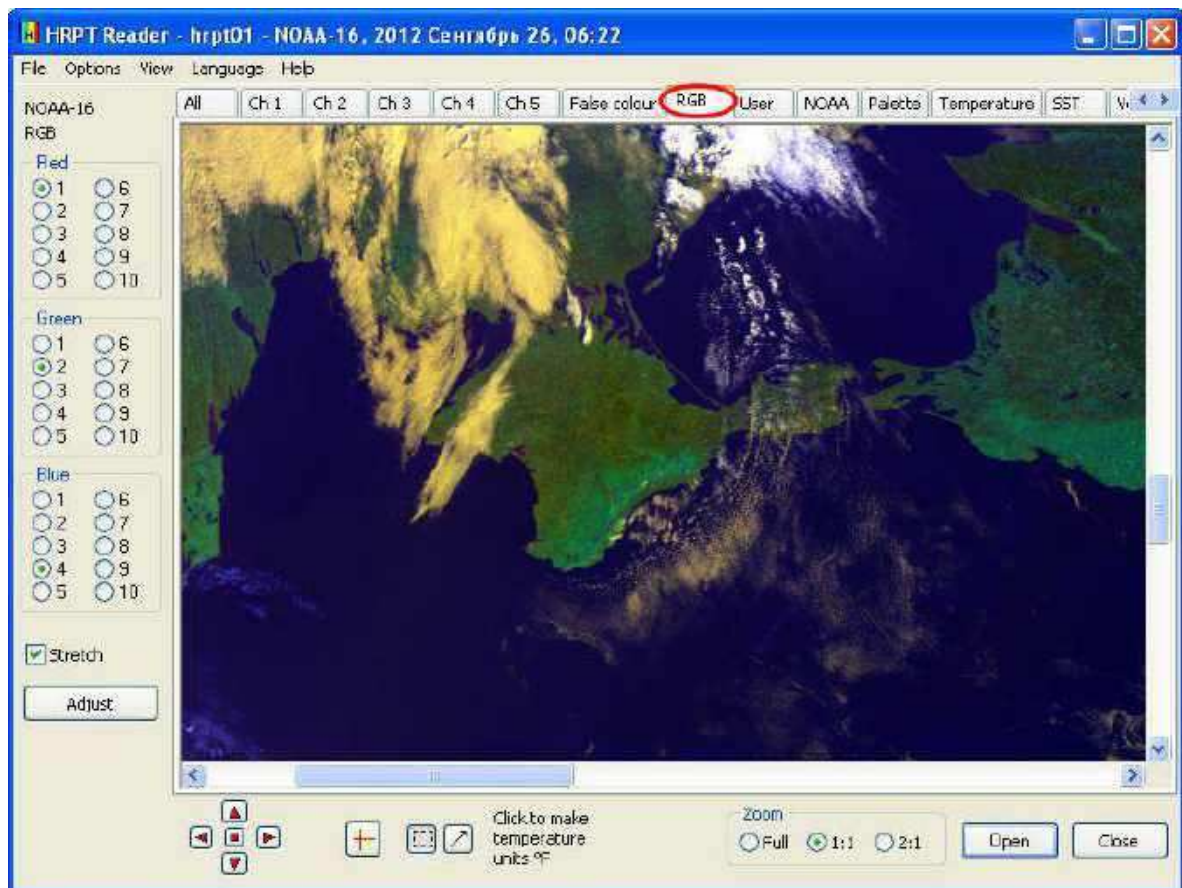 HRPT Reader - hrpt01 - NOAA-16, 2012 Сентябрь 26, 06:22
File Options View Language Help
All Ch 1 Ch 2 Ch 3 Ch 4 Ch 5 False colour RGB User NOAA Palette Temperature SST
NOAA-16
RGB
Red
1 6
2 7
3 8
4 9
5 10
Green
1 6
2 7
3 8
4 9
5 10
Blue
1 6
2 7
3 8
4 9
5 10
Stretch
Adjust
Click to make
temperature
units °F
Zoom
Full 1:1 2:1
Open Close